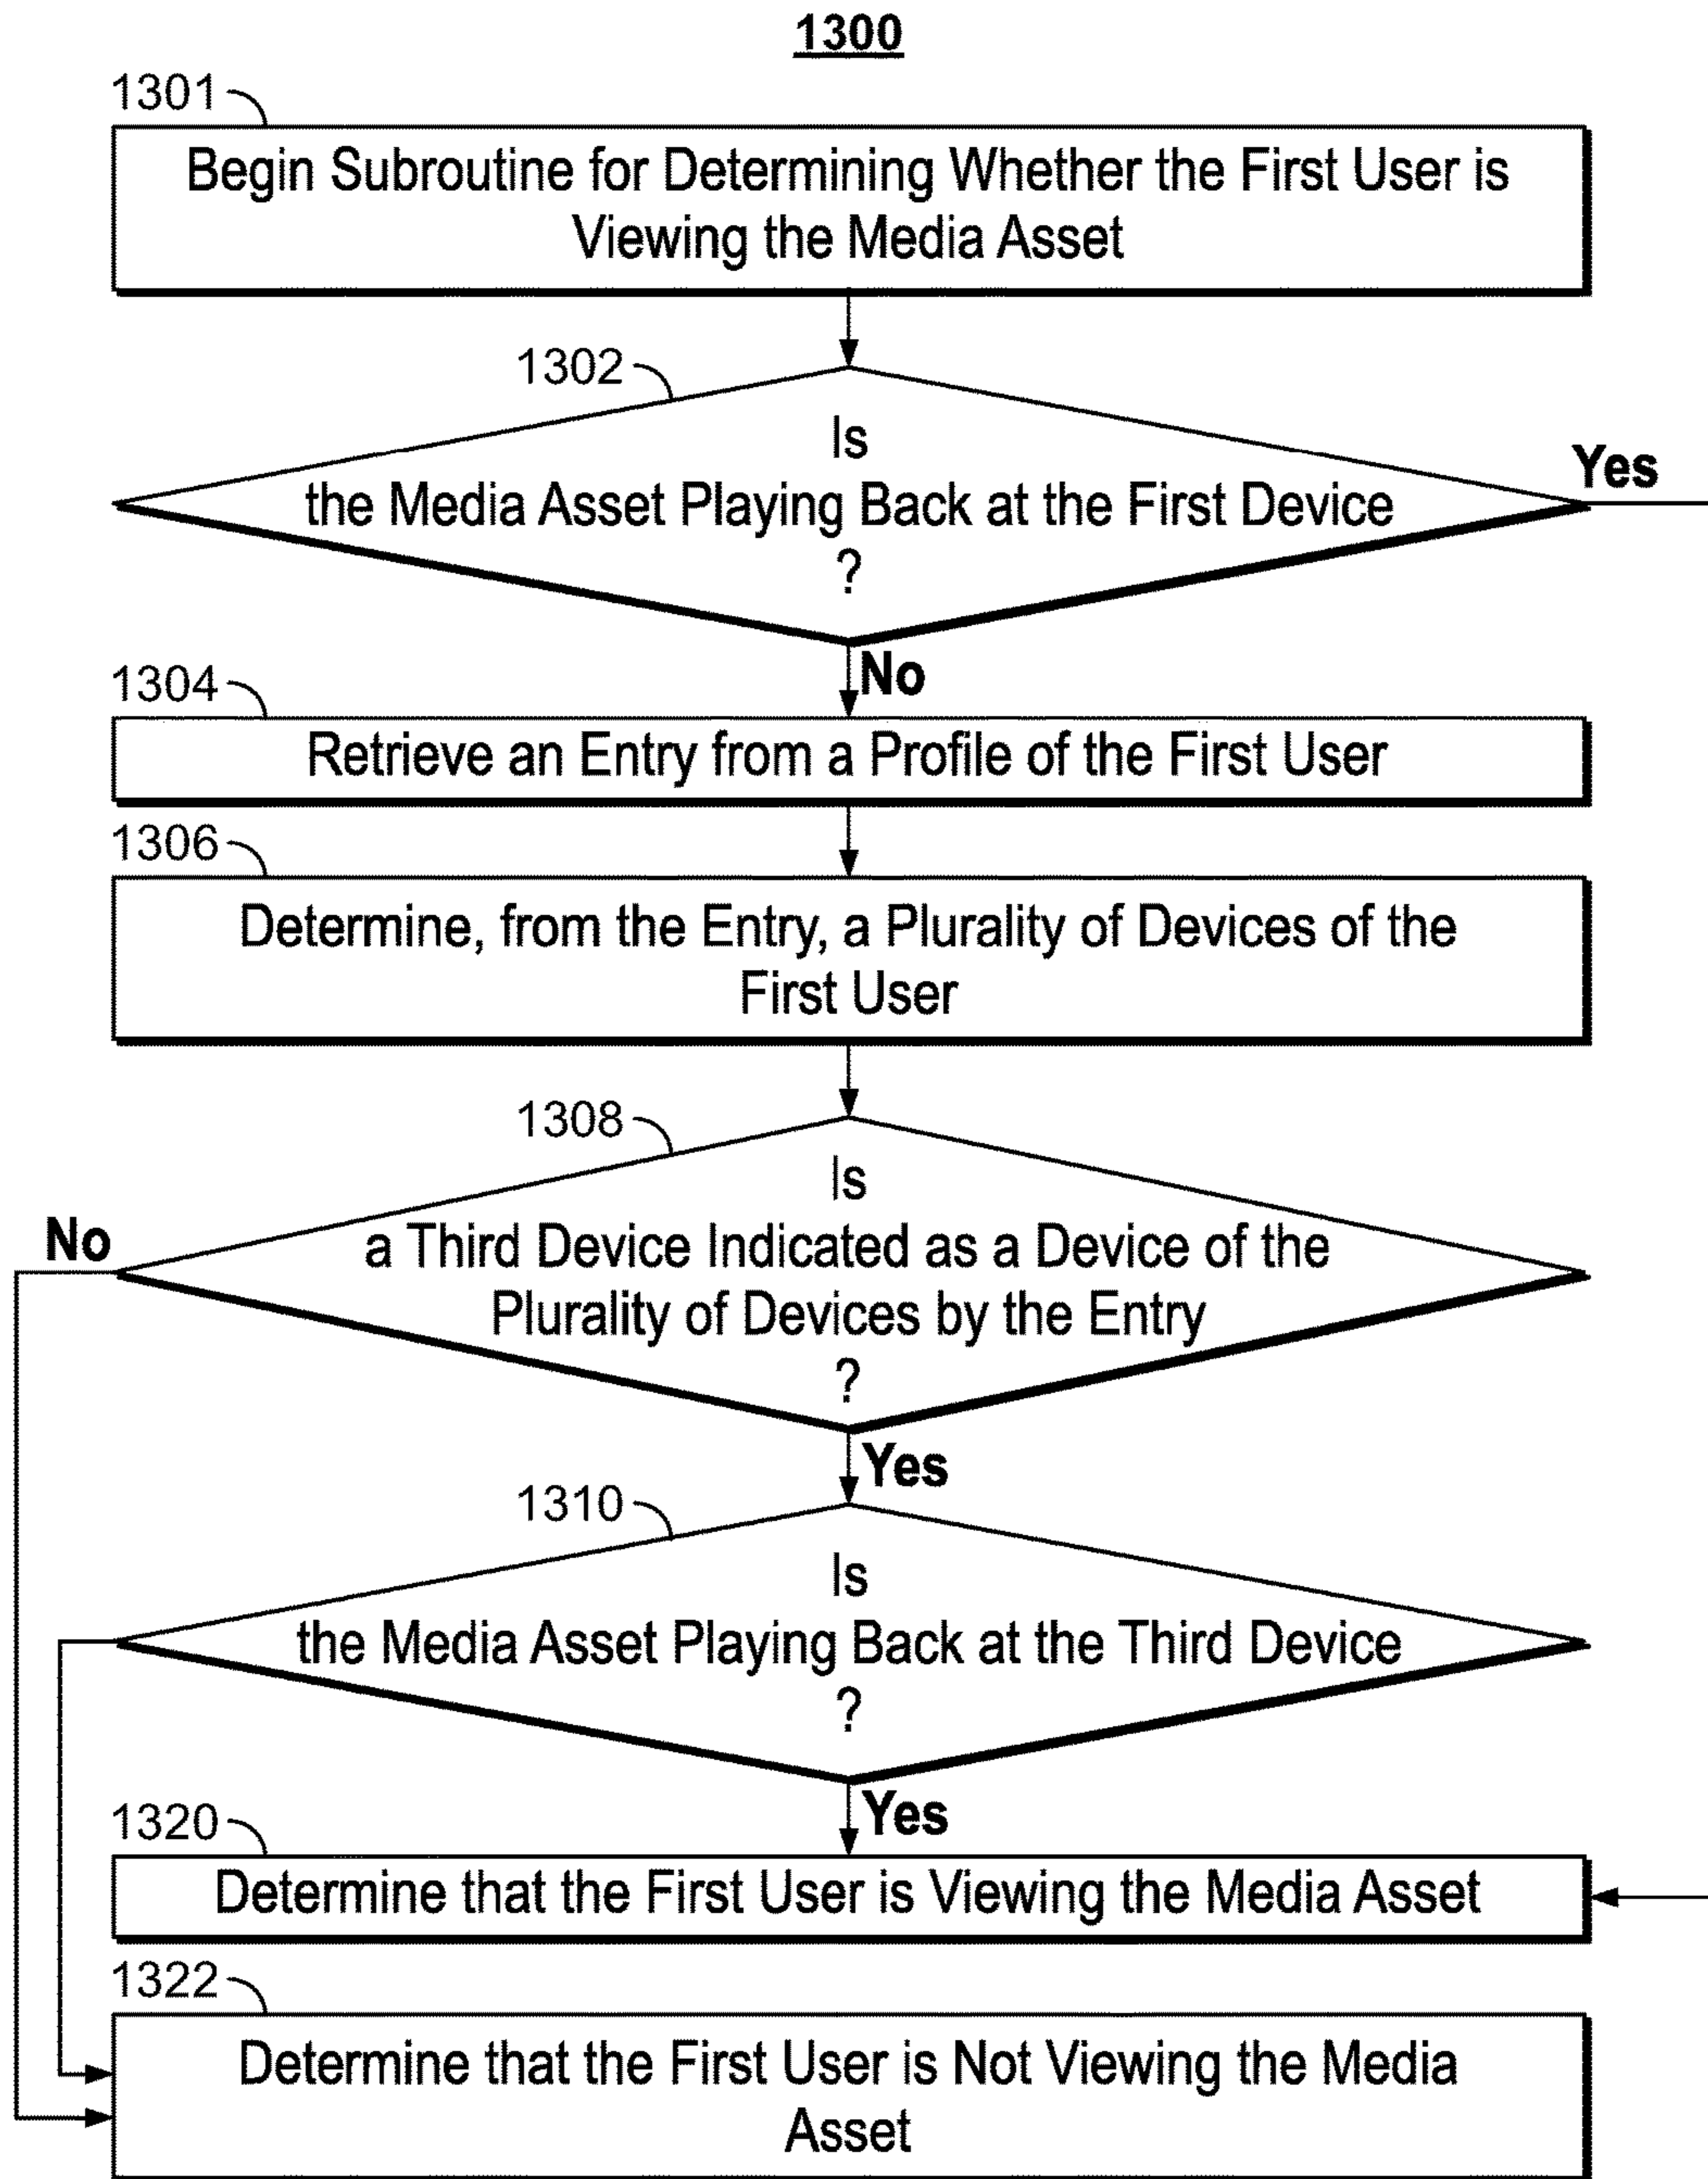 1300
1301
Begin Subroutine for Determining Whether the First User is
Viewing the Media Asset
1302
Is
the Media Asset Playing Back at the First Device
?
Yes
No
1304
Retrieve an Entry from a Profile of the First User
1306
Determine, from the Entry, a Plurality of Devices of the
First User
1308
Is
a Third Device Indicated as a Device of the
Plurality of Devices by the Entry
?
No
Yes
1310
Is
the Media Asset Playing Back at the Third Device
?
Yes
1320
Determine that the First User is Viewing the Media Asset
1322
Determine that the First User is Not Viewing the Media
Asset